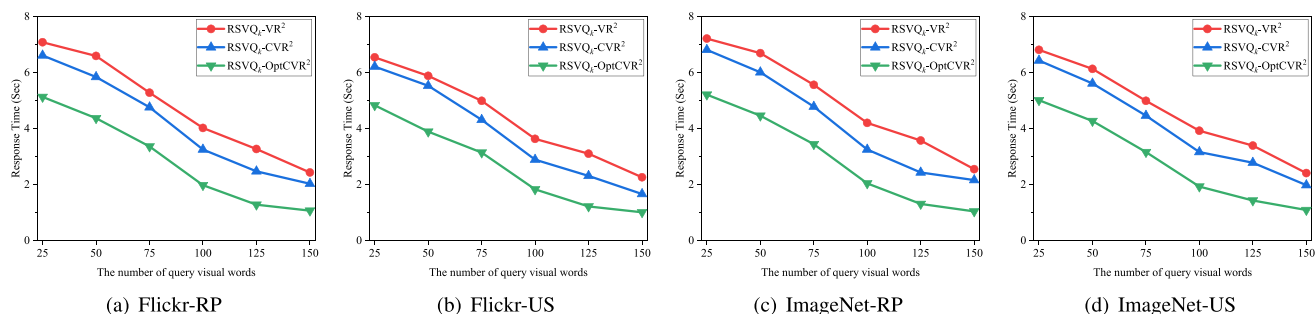 8
6
4
2
0
Response Time (Sec)
RSVQₖ-VR²
RSVQₖ-CVR²
RSVQₖ-OptCVR²
25 50 75 100 125 150
The number of query visual words
(a) Flickr-RP
8
6
4
2
0
Response Time (Sec)
RSVQₖ-VR²
RSVQₖ-CVR²
RSVQₖ-OptCVR²
25 50 75 100 125 150
The number of query visual words
(b) Flickr-US
8
6
4
2
0
Response Time (Sec)
RSVQₖ-VR²
RSVQₖ-CVR²
RSVQₖ-OptCVR²
25 50 75 100 125 150
The number of query visual words
(c) ImageNet-RP
8
6
4
2
0
Response Time (Sec)
RSVQₖ-VR²
RSVQₖ-CVR²
RSVQₖ-OptCVR²
25 50 75 100 125 150
The number of query visual words
(d) ImageNet-US